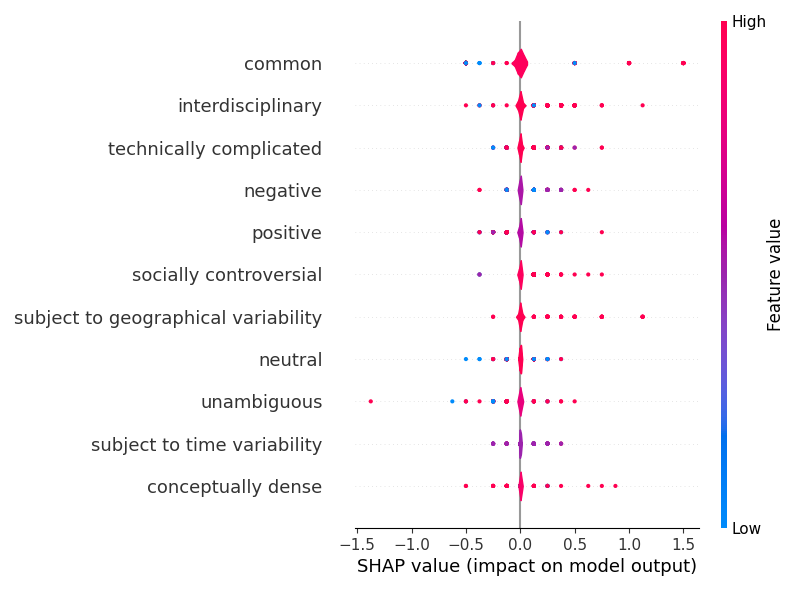 High
common
interdisciplinary
technically complicated
negative
positive
socially controversial
subject to geographical variability
neutral
unambiguous
subject to time variability
conceptually dense
Feature value
Low
−1.5 −1.0 −0.5 0.0 0.5 1.0 1.5
SHAP value (impact on model output)